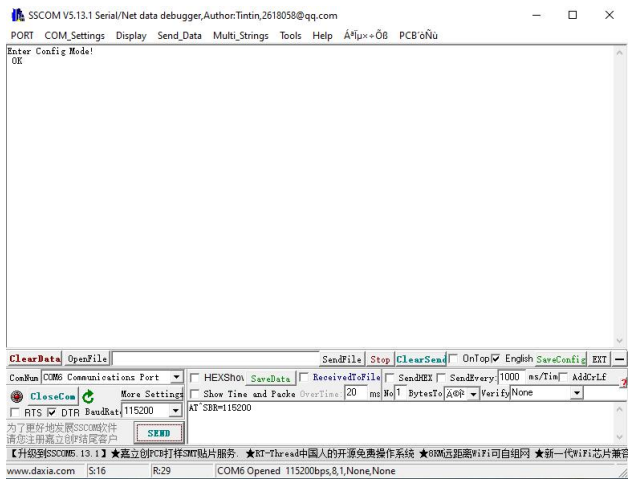 SSCOM V5.13.1 Serial/Net data debugger,Author:Tintin,2618058@qq.com
PORT COM_Settings Display Send_Data Multi_Strings Tools Help ÁªÏµ×÷Õß PCB´òÑù
Enter Config Mode!
OK
ClearData OpenFile SendFile Stop ClearSend OnTop English SaveConfig EXT
ComNum COM6 Communications Port HEXShow SaveData ReceivedToFile SendHEX SendEvery: 1000 ms/Tim AddCrLf
CloseCom More Settings Show Time and Packe OverTime: 20 ms No 1 BytesTo Verify None
RTS DTR BaudRat: 115200 AT^SBR=115200
为了更好地发展SSCOM软件
请您注册嘉立创F结尾客户
SEND
【升级到SSCOM5.13.1】★嘉立创PCB打样SMT贴片服务. ★RT-Thread中国人的开源免费操作系统 ★8KM远距离WiFi可自组网 ★新一代WiFi芯片兼容
www.daxia.com S:16 R:29 COM6 Opened 115200bps,8,1,None,None